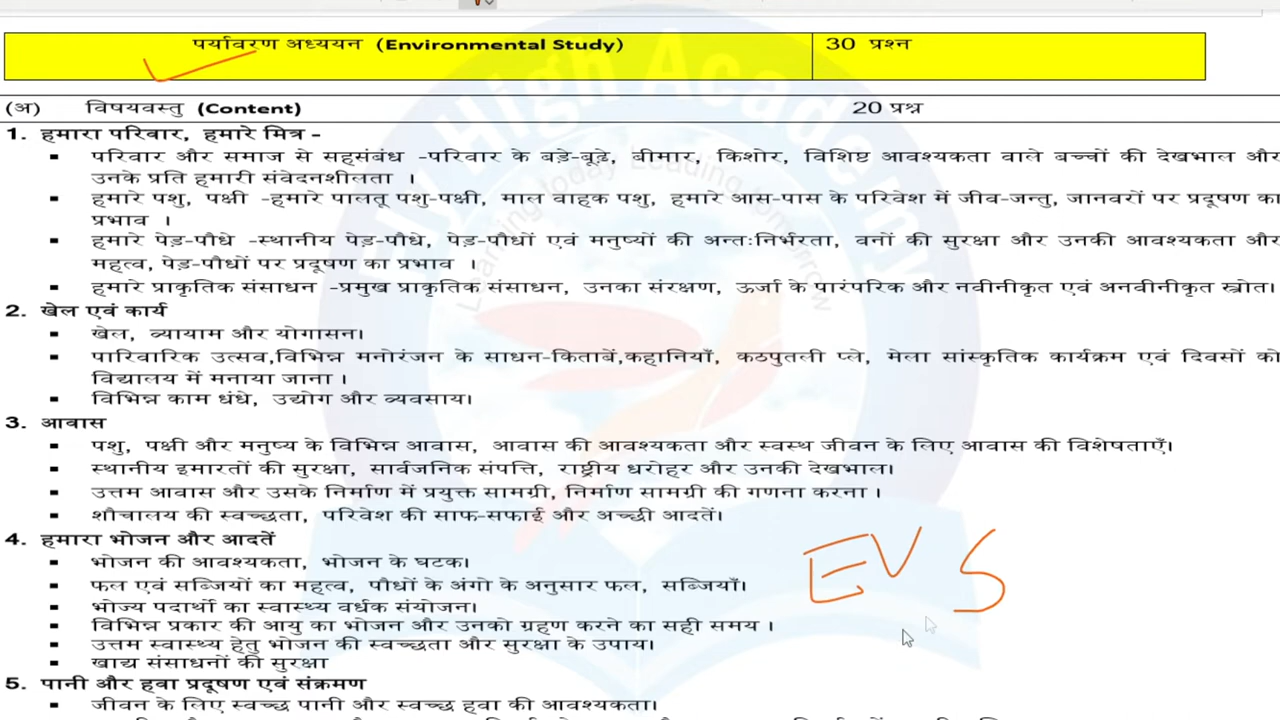 पर्यावरण अध्ययन (Environmental Study) 30 प्रश्न
(अ) विषयवस्तु (Content) 20 प्रश्न
1. हमारा परिवार, हमारे मित्र -
▪ परिवार और समाज से सहसंबंध -परिवार के बड़े-बूढ़े, बीमार, किशोर, विशिष्ट आवश्यकता वाले बच्चों की देखभाल और
उनके प्रति हमारी संवेदनशीलता ।
▪ हमारे पशु, पक्षी -हमारे पालतू पशु-पक्षी, माल वाहक पशु, हमारे आस-पास के परिवेश में जीव-जन्तु, जानवरों पर प्रदूषण का
प्रभाव ।
▪ हमारे पेड़-पौधे -स्थानीय पेड़-पौधे, पेड़-पौधों एवं मनुष्यों की अन्तःनिर्भरता, वनों की सुरक्षा और उनकी आवश्यकता और
महत्व, पेड़-पौधों पर प्रदूषण का प्रभाव ।
▪ हमारे प्राकृतिक संसाधन -प्रमुख प्राकृतिक संसाधन, उनका संरक्षण, ऊर्जा के पारंपरिक और नवीनीकृत एवं अनवीनीकृत स्त्रोत।
2. खेल एवं कार्य
▪ खेल, व्यायाम और योगासन।
▪ पारिवारिक उत्सव,विभिन्न मनोरंजन के साधन-किताबें,कहानियाँ, कठपुतली प्ले, मेला सांस्कृतिक कार्यक्रम एवं दिवसों को
विद्यालय में मनाया जाना ।
▪ विभिन्न काम धंधे, उद्योग और व्यवसाय।
3. आवास
▪ पशु, पक्षी और मनुष्य के विभिन्न आवास, आवास की आवश्यकता और स्वस्थ जीवन के लिए आवास की विशेषताएँ।
▪ स्थानीय इमारतों की सुरक्षा, सार्वजनिक संपत्ति, राष्ट्रीय धरोहर और उनकी देखभाल।
▪ उत्तम आवास और उसके निर्माण में प्रयुक्त सामग्री, निर्माण सामग्री की गणना करना ।
▪ शौचालय की स्वच्छता, परिवेश की साफ-सफाई और अच्छी आदतें।
4. हमारा भोजन और आदतें
▪ भोजन की आवश्यकता, भोजन के घटक।
▪ फल एवं सब्जियों का महत्व, पौधों के अंगो के अनुसार फल, सब्जियाँ।
▪ भोज्य पदार्थो का स्वास्थ्य वर्धक संयोजन।
▪ विभिन्न प्रकार की आयु का भोजन और उनको ग्रहण करने का सही समय ।
▪ उत्तम स्वास्थ्य हेतु भोजन की स्वच्छता और सुरक्षा के उपाय।
▪ खाद्य संसाधनों की सुरक्षा
EVS
5. पानी और हवा प्रदूषण एवं संक्रमण
▪ जीवन के लिए स्वच्छ पानी और स्वच्छ हवा की आवश्यकता।
High Academy
Learning Today Leading Tomorrow